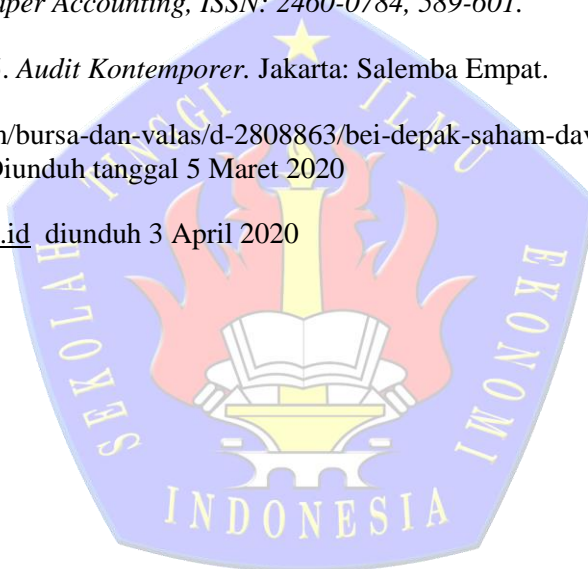 aper Accounting, ISSN: 2460-0784, 589-601.
. Audit Kontemporer. Jakarta: Salemba Empat.
/bursa-dan-valas/d-2808863/bei-depak-saham-dav
Diunduh tanggal 5 Maret 2020
.id diunduh 3 April 2020
SEKOLAH TINGGI ILMU EKONOMI
INDONESIA